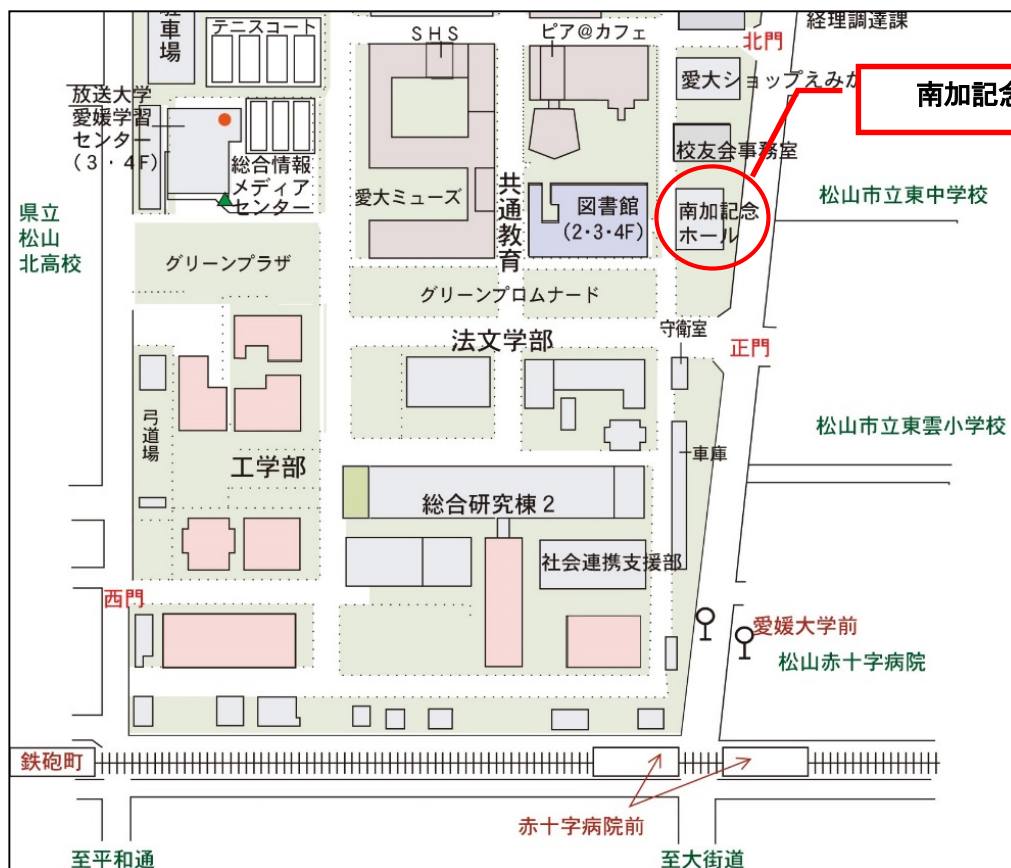 経理調達課
駐車場
テニスコート
ＳＨＳ
ピア＠カフェ
北門
愛大ショップえみか
南加記念
放送大学
愛媛学習
センター
（３・４F）
総合情報
メディア
センター
愛大ミューズ
共通教育
図書館
(2・3・4F)
校友会事務室
南加記念
ホール
松山市立東中学校
県立
松山
北高校
グリーンプラザ
グリーンプロムナード
法文学部
守衛室
正門
弓道場
工学部
松山市立東雲小学校
車庫
総合研究棟２
社会連携支援部
西門
愛媛大学前
松山赤十字病院
鉄砲町
赤十字病院前
至平和通
至大街道